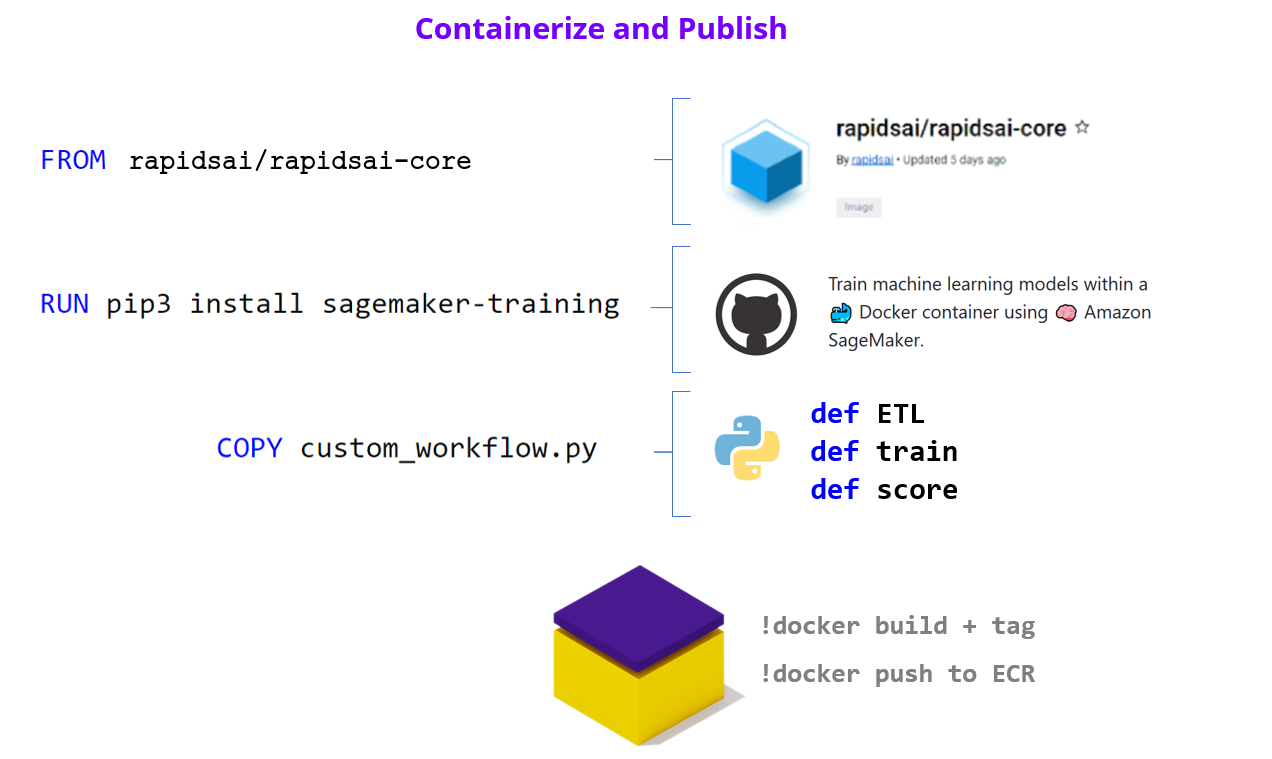 Containerize and Publish
FROM rapidsai/rapidsai-core
rapidsai/rapidsai-core
By rapidsai • Updated 5 days ago
Image
RUN pip3 install sagemaker-training
Train machine learning models within a
Docker container using 🧠 Amazon
SageMaker.
COPY custom_workflow.py
def ETL
def train
def score
!docker build + tag
!docker push to ECR